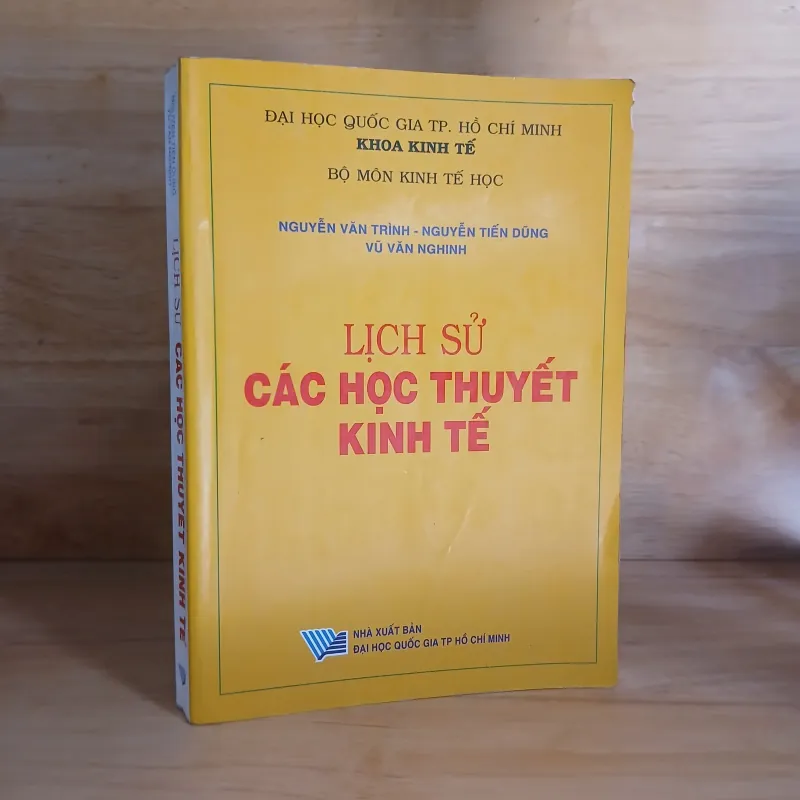 ĐẠI HỌC QUỐC GIA TP. HỒ CHÍ MINH
KHOA KINH TẾ
BỘ MÔN KINH TẾ HỌC
NGUYỄN VĂN TRÌNH - NGUYỄN TIẾN DŨNG
VŨ VĂN NGHINH
LỊCH SỬ
CÁC HỌC THUYẾT
KINH TẾ
NHÀ XUẤT BẢN
ĐẠI HỌC QUỐC GIA TP HỒ CHÍ MINH
LỊCH SỬ CÁC HỌC THUYẾT KINH TẾ